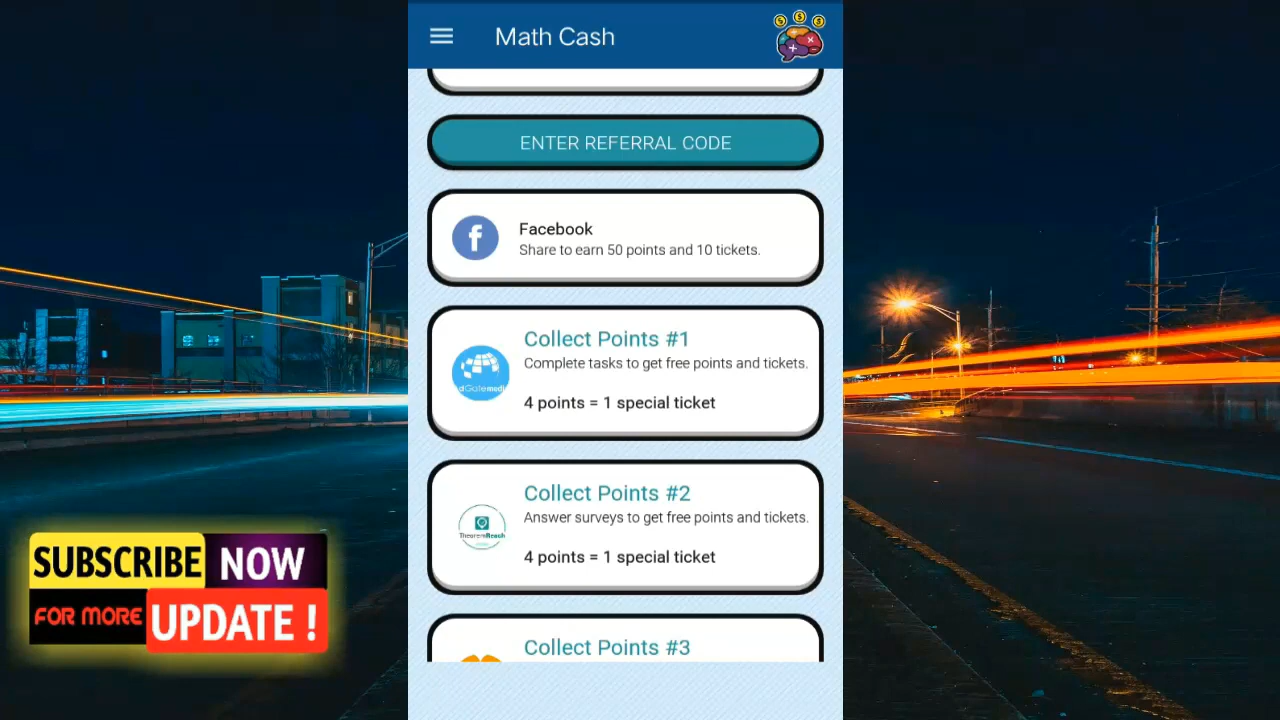 Math Cash
ENTER REFERRAL CODE
Facebook
Share to earn 50 points and 10 tickets.
Collect Points #1
Complete tasks to get free points and tickets.
dGatemedi
4 points = 1 special ticket
Collect Points #2
Answer surveys to get free points and tickets.
TheoremReach
4 points = 1 special ticket
Collect Points #3
SUBSCRIBE NOW
FOR MORE UPDATE !